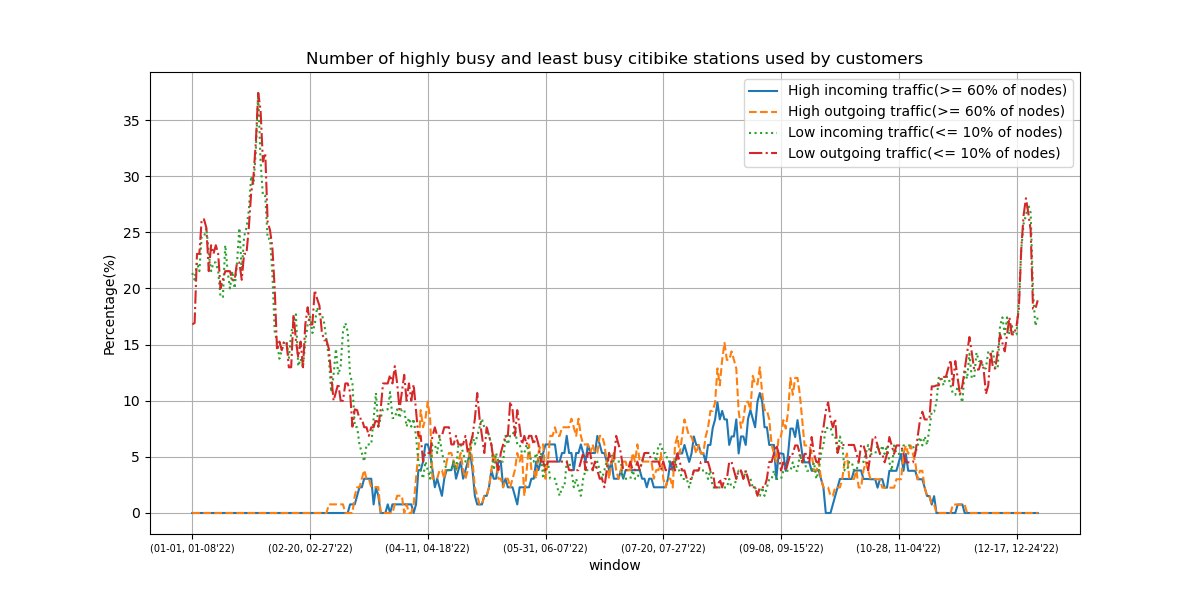 Number of highly busy and least busy citibike stations used by customers
High incoming traffic(>= 60% of nodes)
High outgoing traffic(>= 60% of nodes)
Low incoming traffic(<= 10% of nodes)
Low outgoing traffic(<= 10% of nodes)
Percentage(%)
35
30
25
20
15
10
5
0
(01-01, 01-08'22) (02-20, 02-27'22) (04-11, 04-18'22) (05-31, 06-07'22) (07-20, 07-27'22) (09-08, 09-15'22) (10-28, 11-04'22) (12-17, 12-24'22)
window